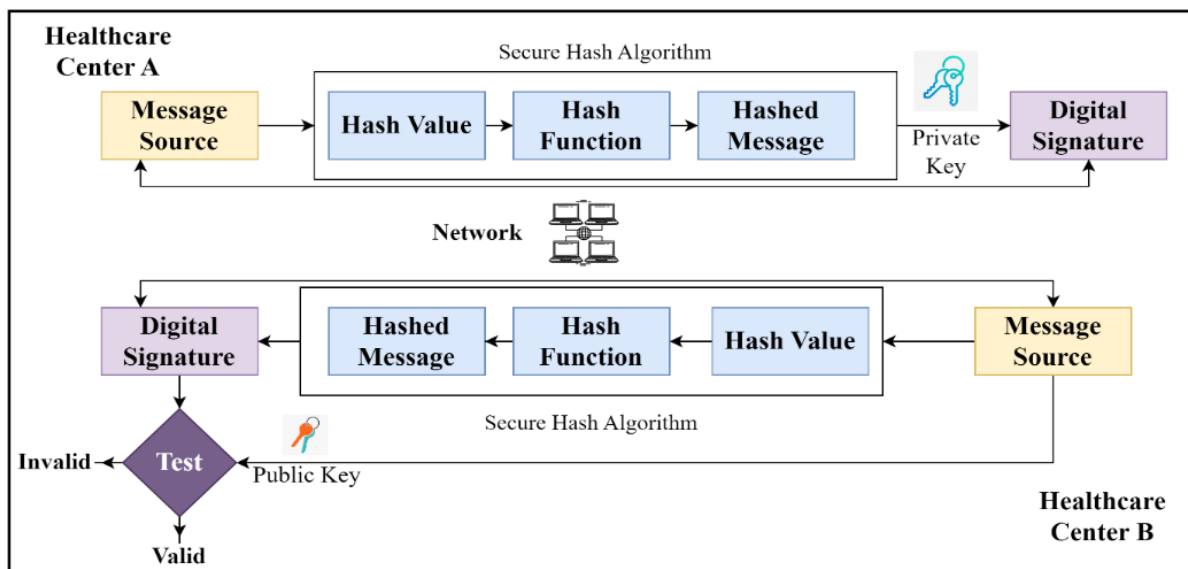 Healthcare
Center A
Secure Hash Algorithm
Message
Source
Hash Value
Hash
Function
Hashed
Message
Private
Key
Digital
Signature
Network
Digital
Signature
Hashed
Message
Hash
Function
Hash Value
Message
Source
Secure Hash Algorithm
Invalid
Test
Public Key
Valid
Healthcare
Center B